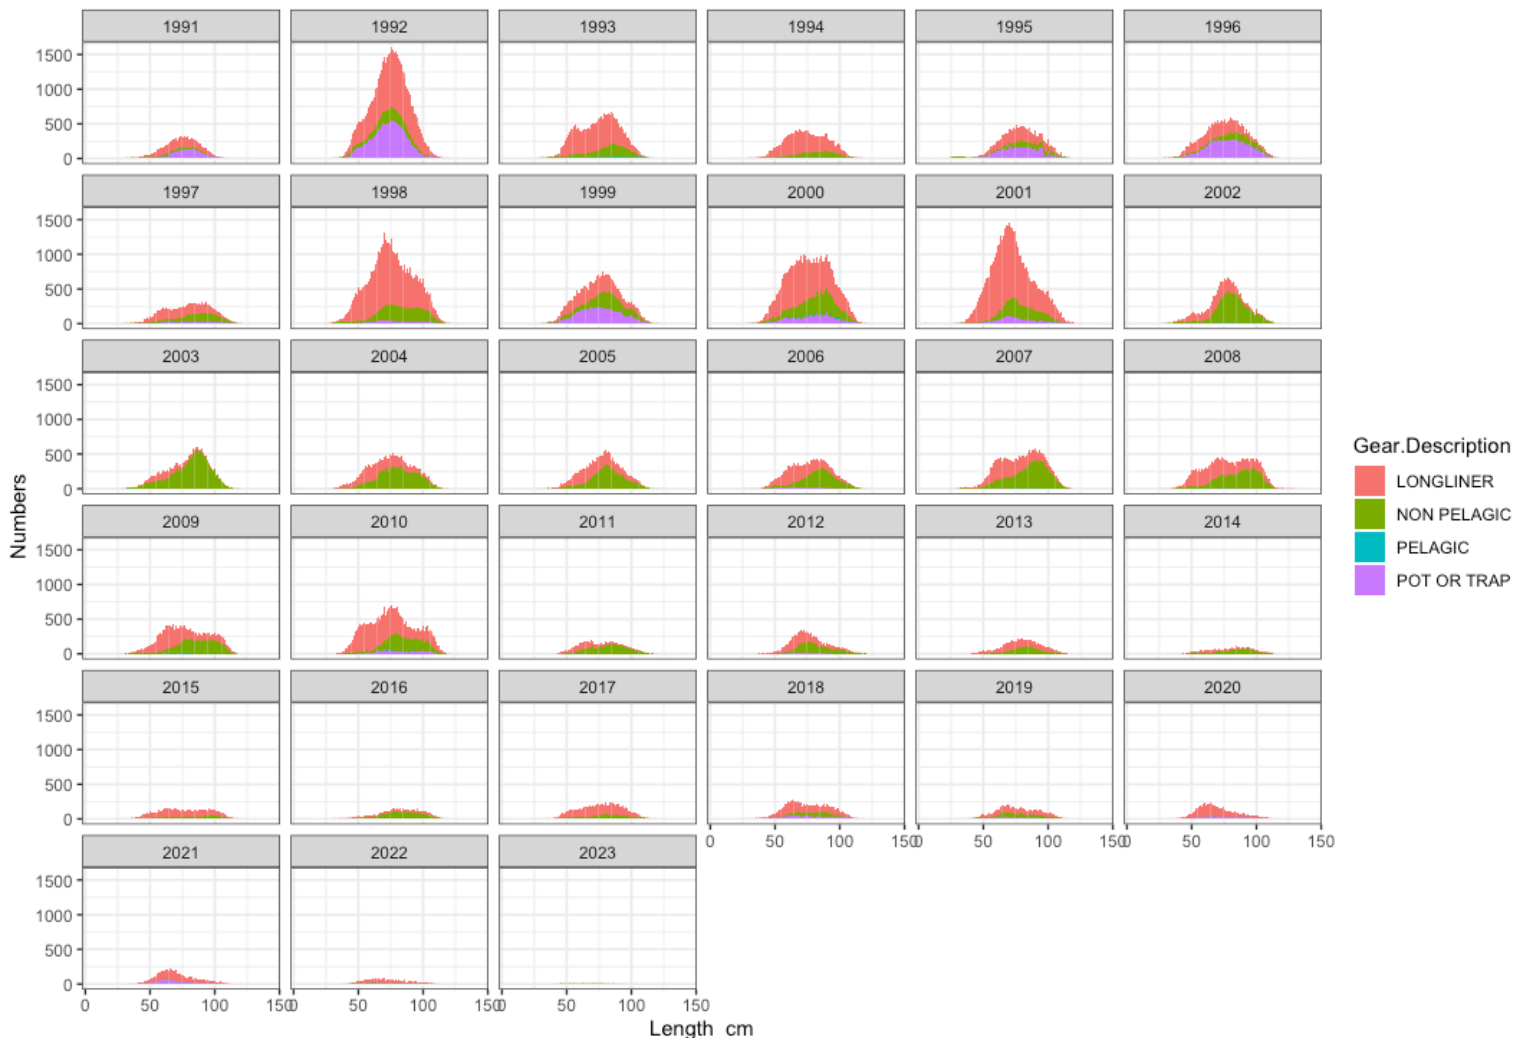 1991 1992 1993 1994 1995 1996
1500
1000
500
0
1997 1998 1999 2000 2001 2002
1500
1000
500
0
2003 2004 2005 2006 2007 2008
1500
1000
500
0
2009 2010 2011 2012 2013 2014
1500
1000
500
0
2015 2016 2017 2018 2019 2020
1500
1000
500
0
0 50 100 150 0 50 100 150 0 50 100 150
2021 2022 2023
1500
1000
500
0
0 50 100 150 0 50 100 150 0 50 100 150
Length cm
Numbers
Gear.Description
LONGLINER
NON PELAGIC
PELAGIC
POT OR TRAP